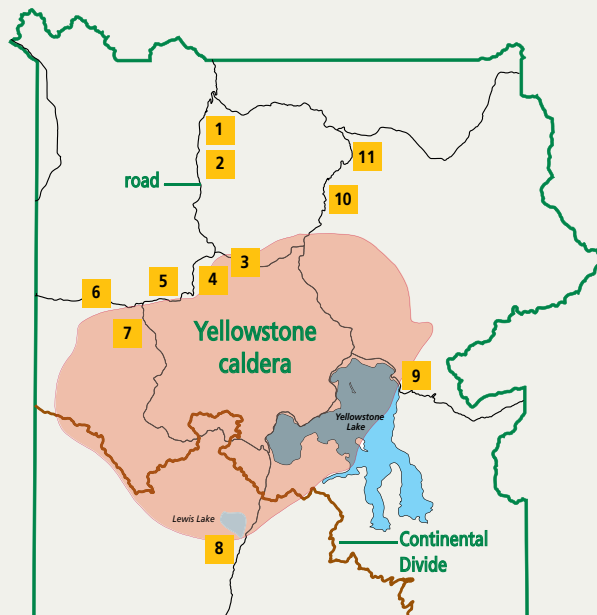 1
2
11
road
10
3
5
4
6
7
Yellowstone
caldera
9
Yellowstone
Lake
Lewis Lake
8
Continental
Divide